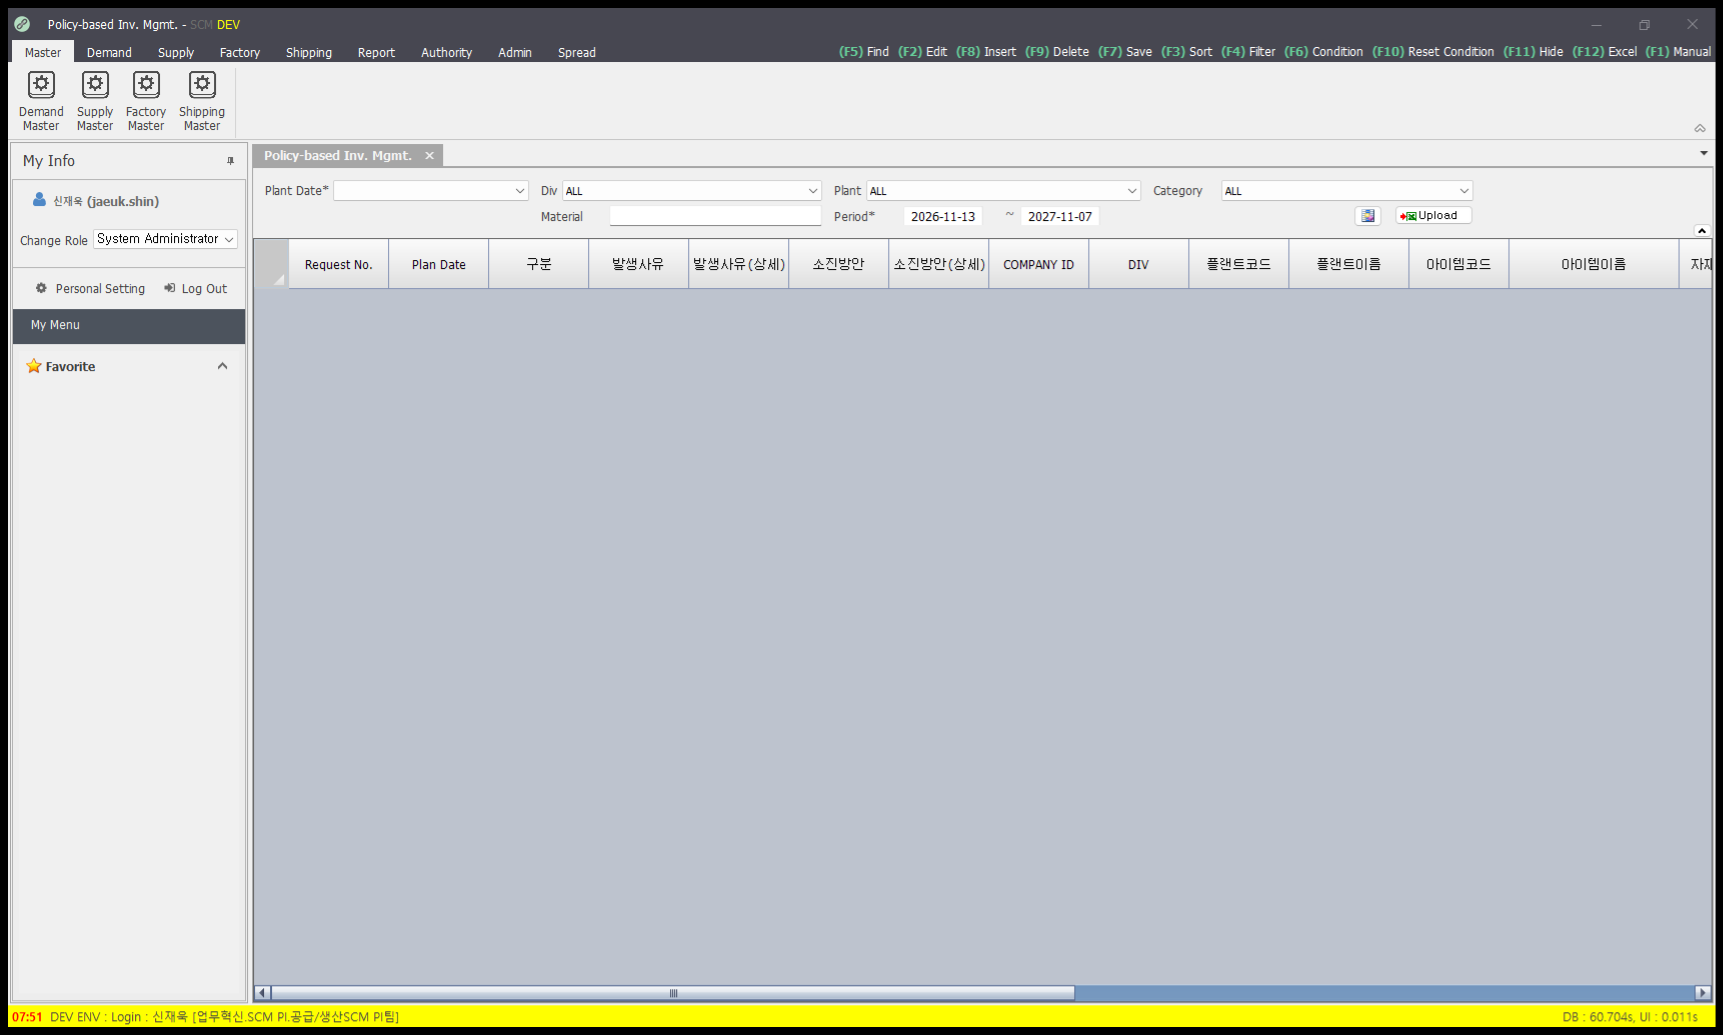 Policy-based Inv. Mgmt. - SCM DEV
Master Demand Supply Factory Shipping Report Authority Admin Spread (F5) Find (F2) Edit (F8) Insert (F9) Delete (F7) Save (F3) Sort (F4) Filter (F6) Condition (F10) Reset Condition (F11) Hide (F12) Excel (F1) Manual
Demand Master Supply Master Factory Master Shipping Master
My Info
신재욱 (jaeuk.shin)
Change Role System Administrator
Personal Setting Log Out
My Menu
Favorite
Policy-based Inv. Mgmt.
Plant Date* Div ALL Plant ALL Category ALL
Material Period* 2026-11-13 ~ 2027-11-07 Upload
Request No. Plan Date 구분 발생사유 발생사유(상세) 소진방안 소진방안(상세) COMPANY ID DIV 플랜트코드 플랜트이름 아이템코드 아이템이름
07:51 DEV ENV : Login : 신재욱 [업무혁신.SCM PI.공급/생산SCM PI팀] DB : 60.704s, UI : 0.011s